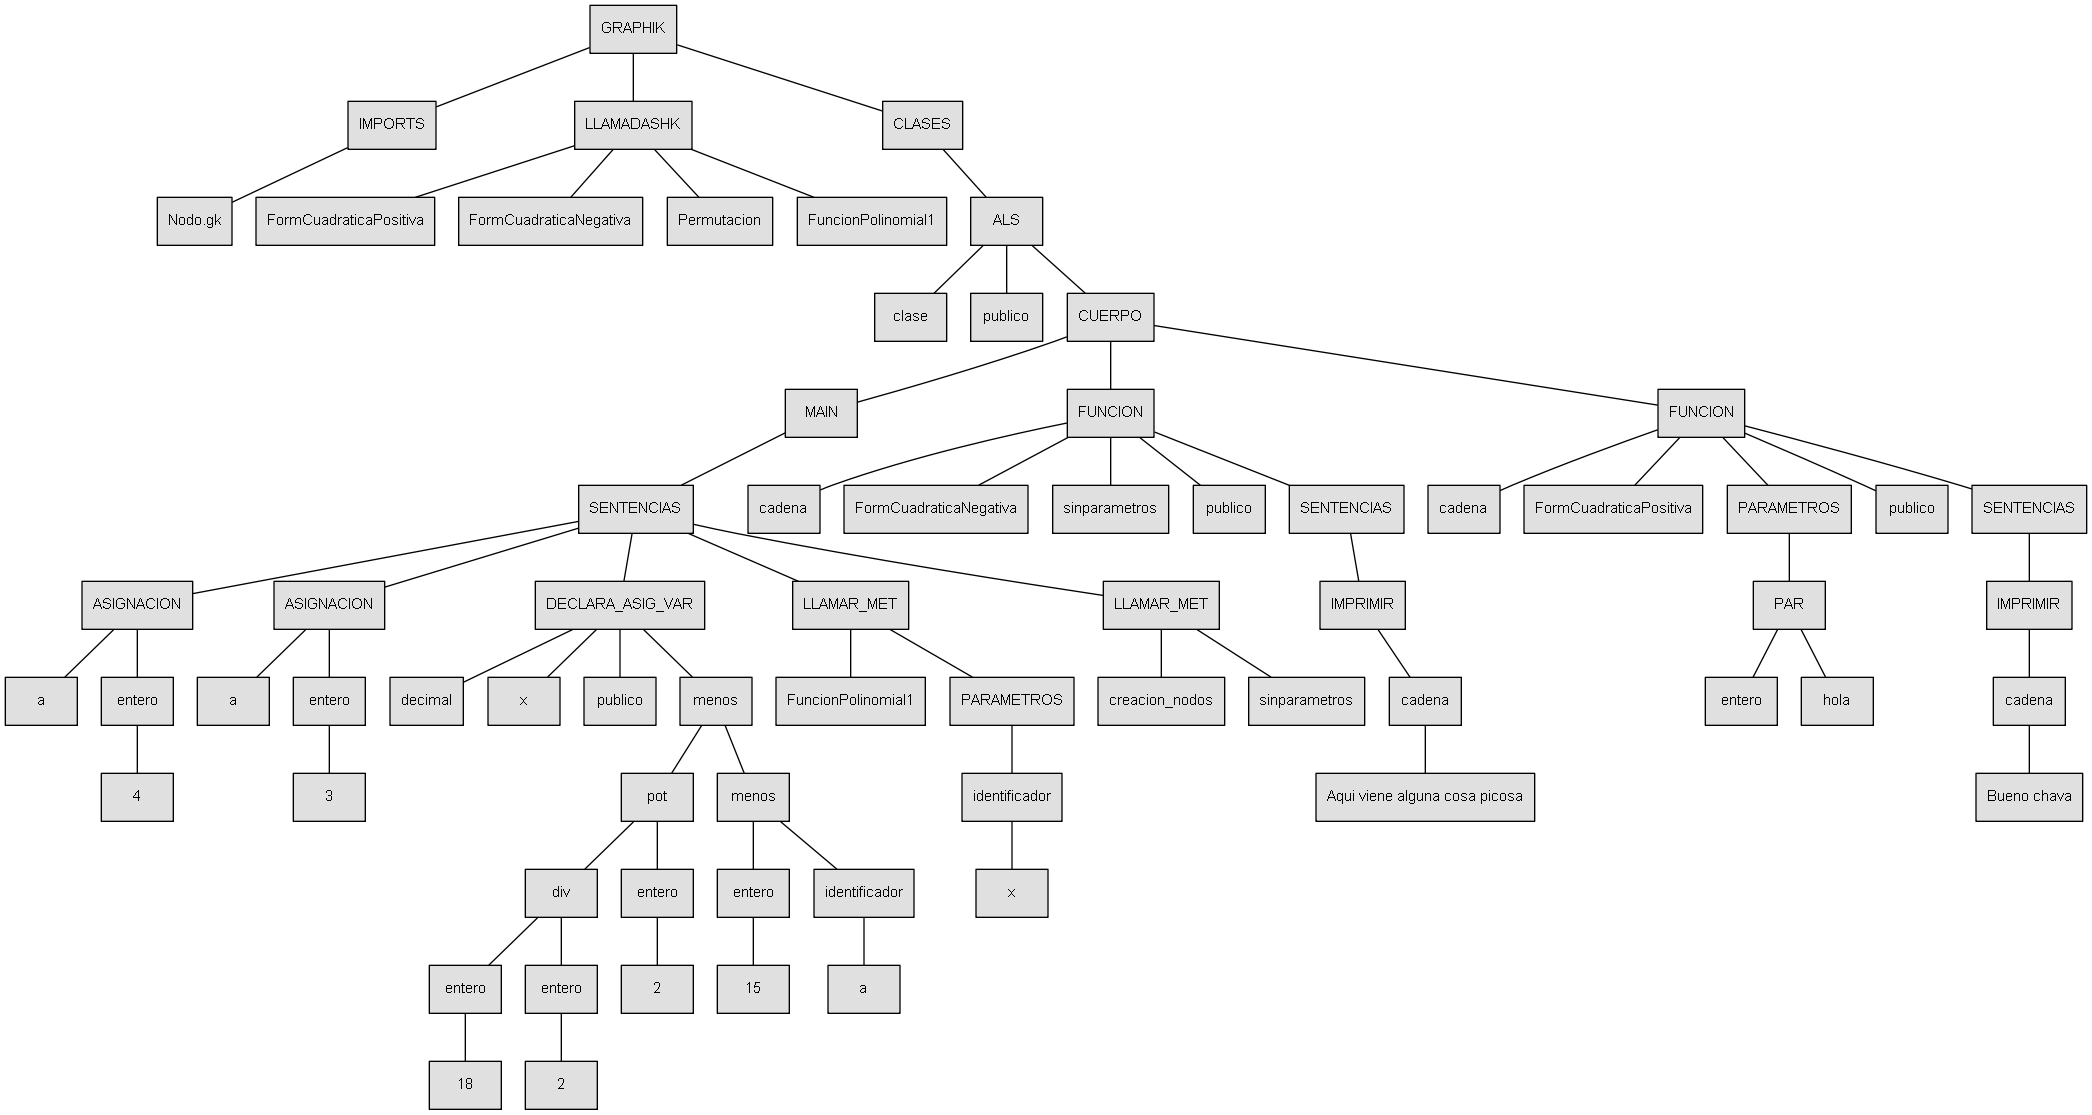 GRAPHIK
IMPORTS
LLAMADASHK
CLASES
Nodo.gk
FormCuadraticaPositiva
FormCuadraticaNegativa
Permutacion
FuncionPolinomial1
ALS
clase
publico
CUERPO
MAIN
FUNCION
FUNCION
SENTENCIAS
cadena
FormCuadraticaNegativa
sinparametros
publico
SENTENCIAS
cadena
FormCuadraticaPositiva
PARAMETROS
publico
SENTENCIAS
ASIGNACION
ASIGNACION
DECLARA_ASIG_VAR
LLAMAR_MET
LLAMAR_MET
IMPRIMIR
PAR
IMPRIMIR
a
entero
a
entero
decimal
x
publico
menos
FuncionPolinomial1
PARAMETROS
creacion_nodos
sinparametros
cadena
entero
hola
cadena
4
3
pot
menos
identificador
Aqui viene alguna cosa picosa
Bueno chava
div
entero
entero
identificador
x
entero
entero
2
15
a
18
2